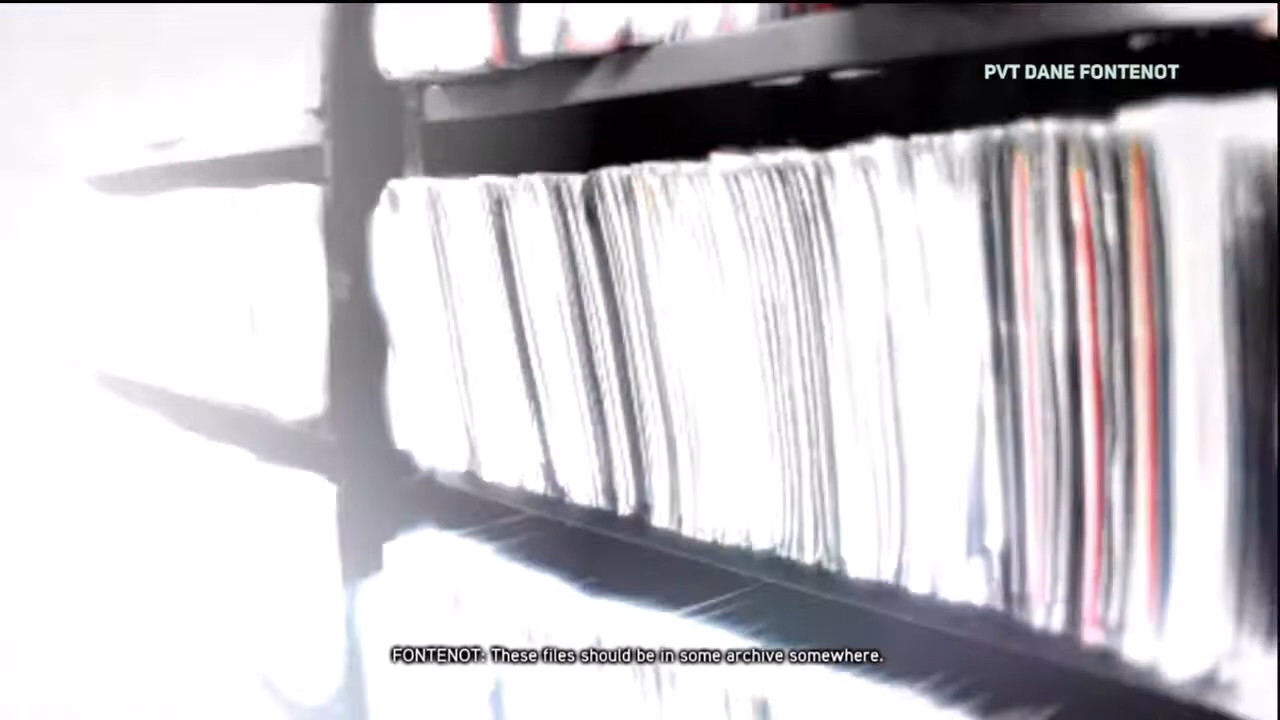 PVT DANE FONTENOT
FONTENOT: These files should be in some archive somewhere.